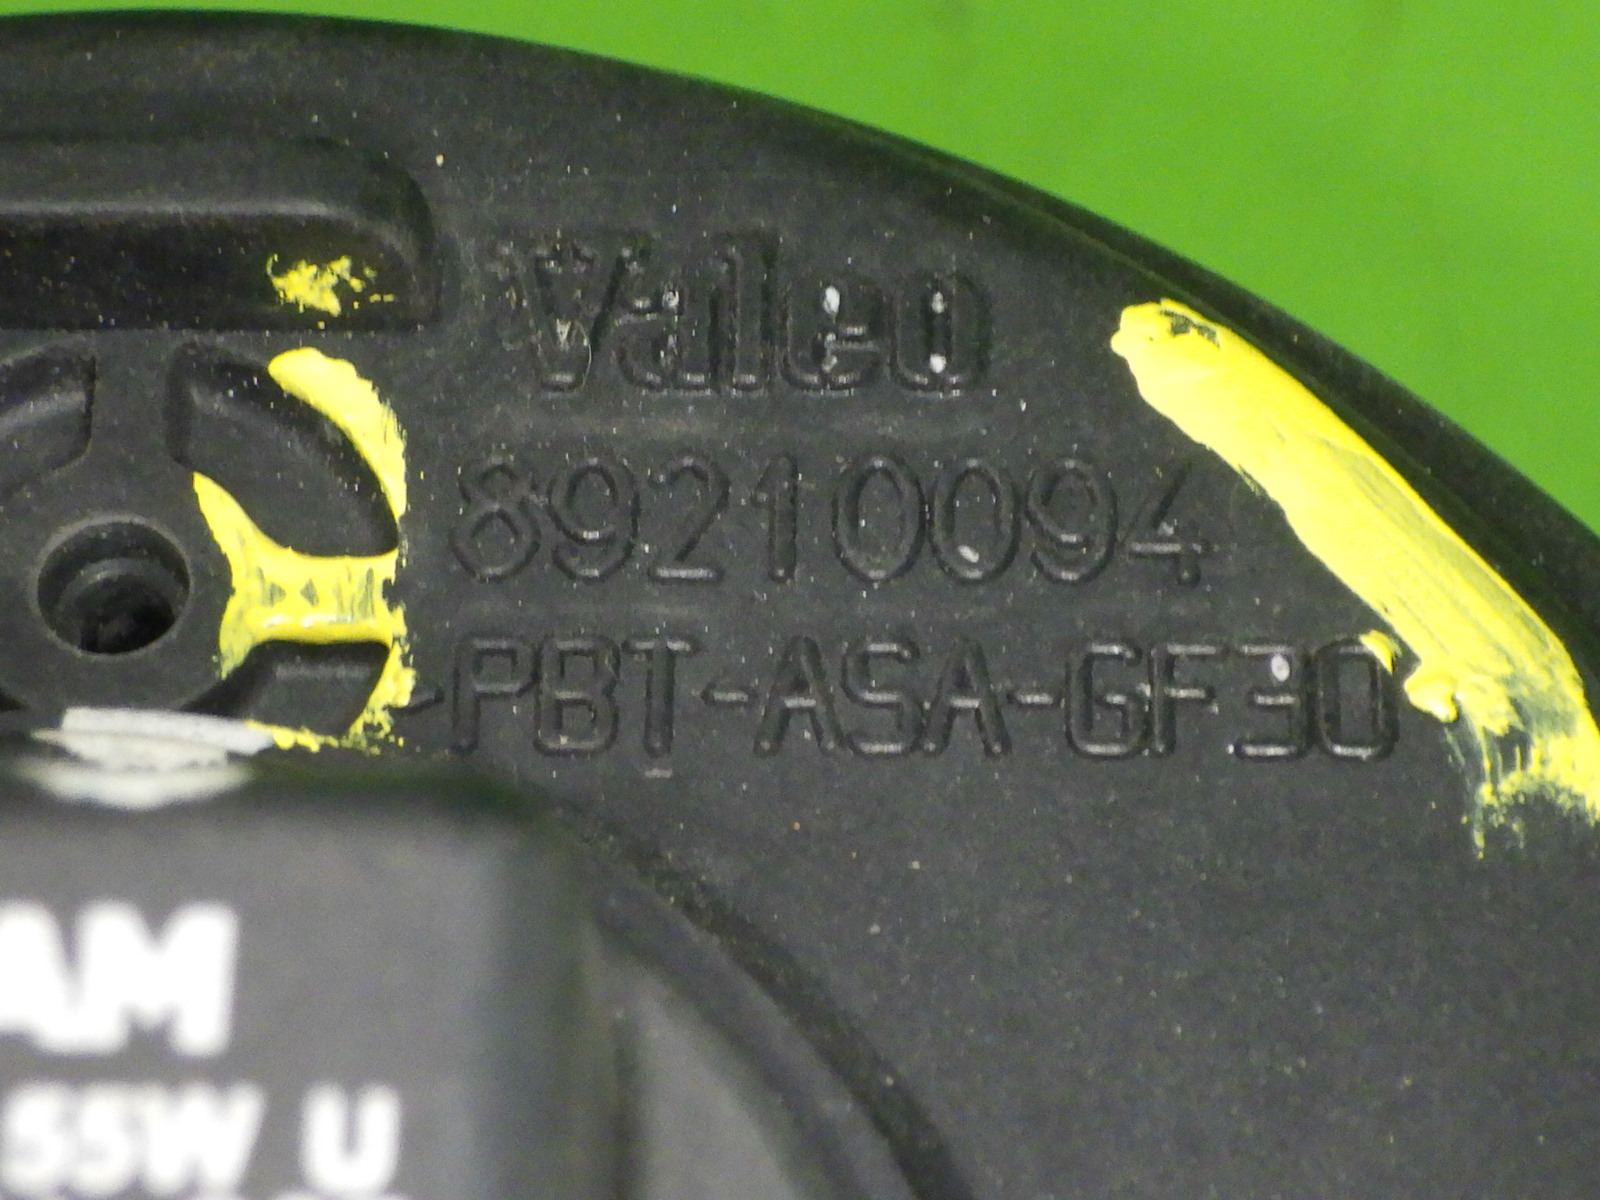 Valeo
89210094
>PBT-ASA-GF30
AM
55W U